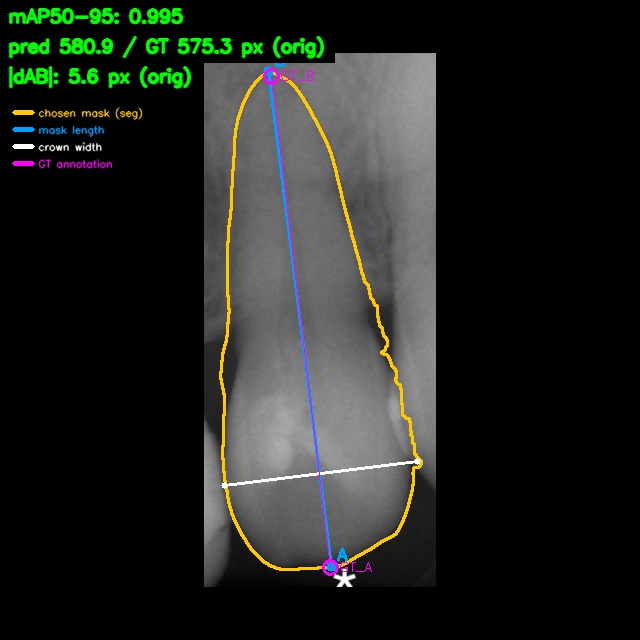 mAP50-95: 0.995
pred 580.9 / GT 575.3 px (orig)
|dAB|: 5.6 px (orig)
chosen mask (seg)
mask length
crown width
GT annotation
GT_B
A
GT_A
*